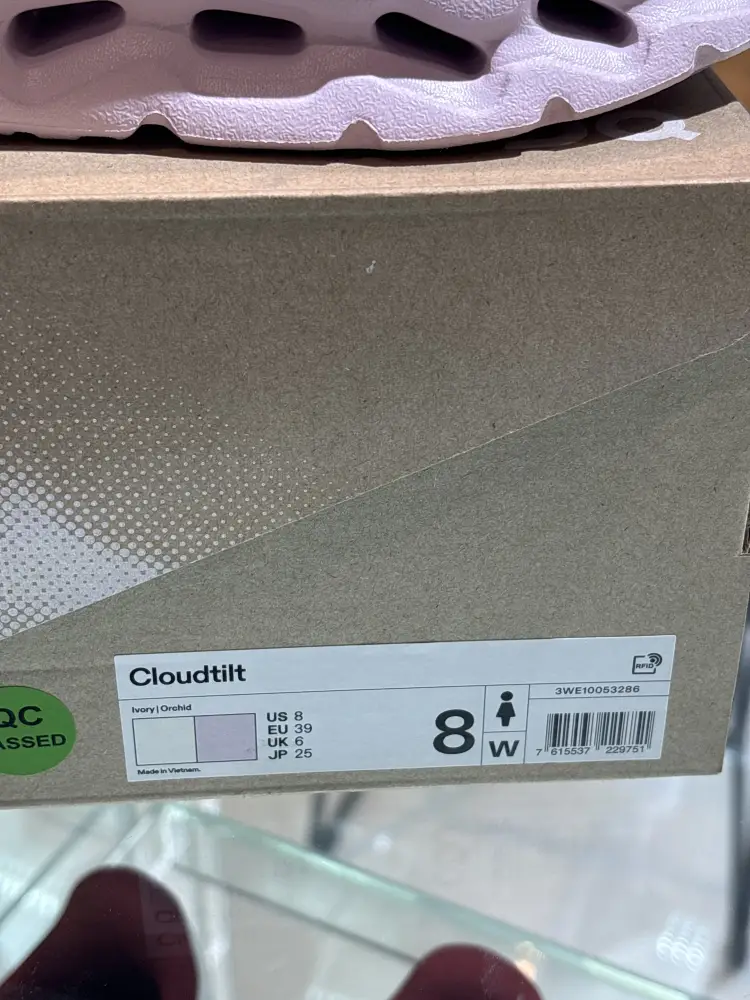 Cloudtilt
RFID
3WE10053286
Ivory | Orchid
US 8
EU 39
UK 6
JP 25
8
W
7 615537 229751
Made in Vietnam.
QC
ASSED